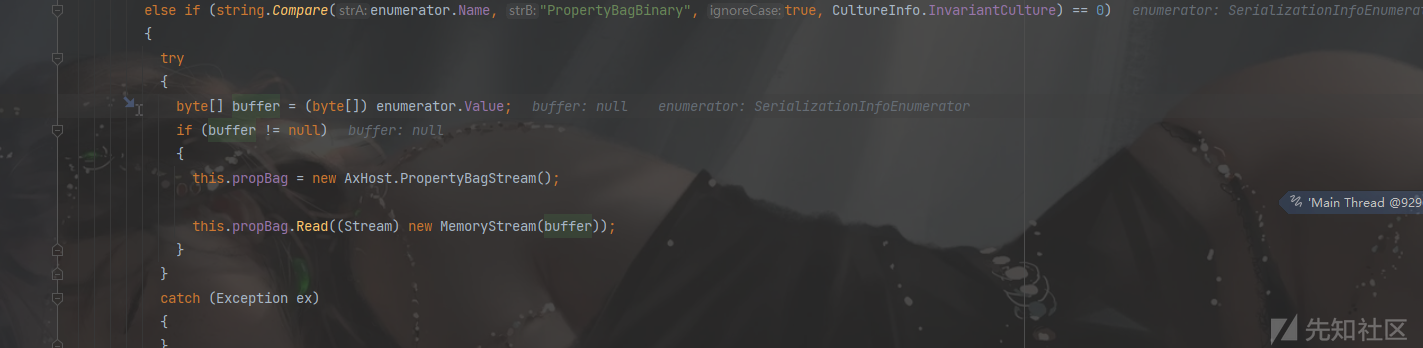 else if (string.Compare(strA: enumerator.Name, strB: "PropertyBagBinary", ignoreCase: true, CultureInfo.InvariantCulture) == 0) enumerator: SerializationInfoEnumerat
{
try
{
byte[] buffer = (byte[]) enumerator.Value; buffer: null enumerator: SerializationInfoEnumerator
if (buffer != null) buffer: null
{
this.propBag = new AxHost.PropertyBagStream();
'Main Thread @929
this.propBag.Read((Stream) new MemoryStream(buffer));
}
}
catch (Exception ex)
{
}
先知社区